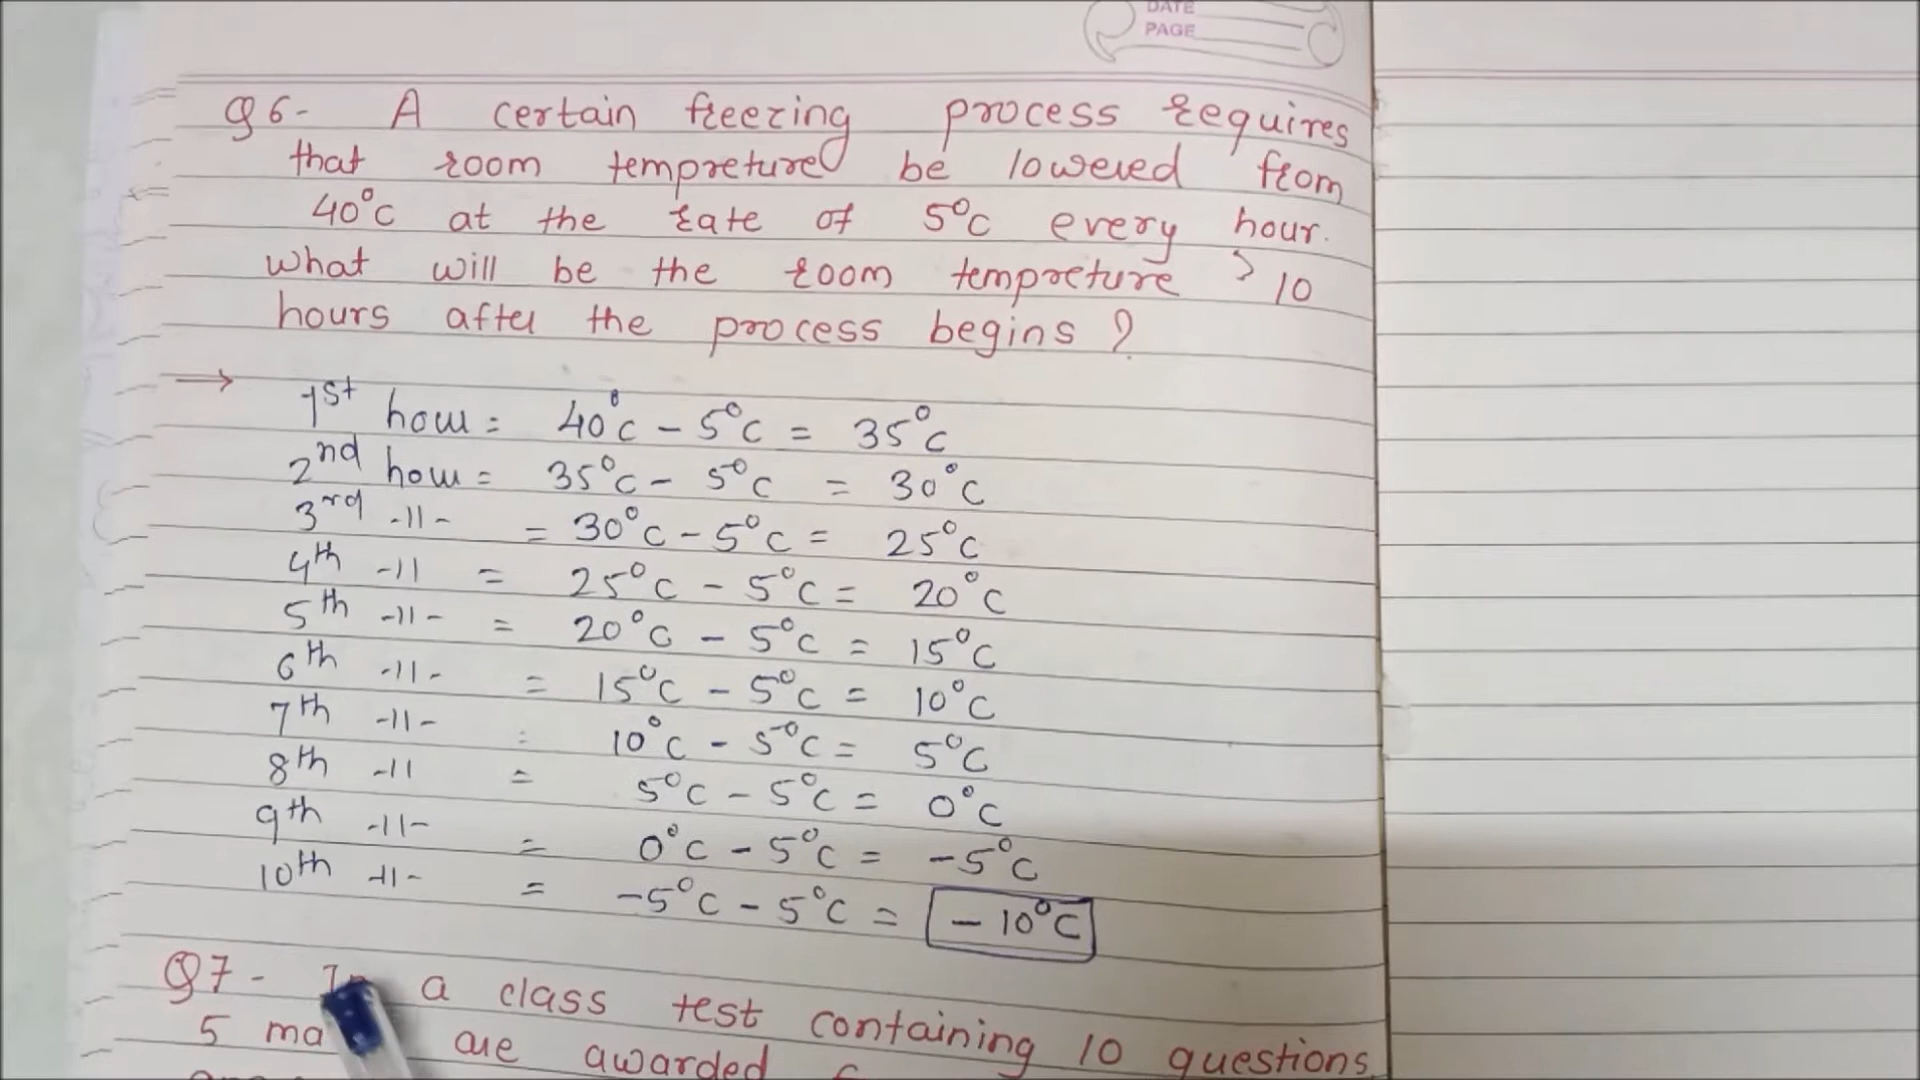 DATE
PAGE
Q6- A certain freezing process requires
that room tempreture be lowered from
40°C at the rate of 5°C every hour.
What will be the room tempreture > 10
hours after the process begins ?
→ 1st hour = 40°C - 5°C = 35°C
2nd hour = 35°C - 5°C = 30°C
3rd -11- = 30°C - 5°C = 25°C
4th -11 = 25°C - 5°C = 20°C
5th -11- = 20°C - 5°C = 15°C
6th -11- = 15°C - 5°C = 10°C
7th -11- = 10°C - 5°C = 5°C
8th -11 = 5°C - 5°C = 0°C
9th -11- = 0°C - 5°C = -5°C
10th -11- = -5°C - 5°C = -10°C
Q7- a class test containing 10 questions
5 are awarded